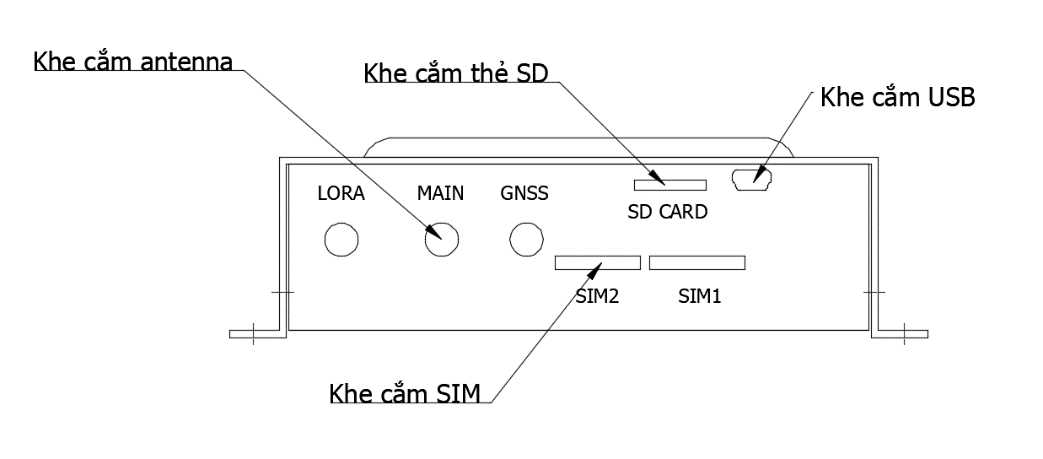 Khe cắm antenna
Khe cắm thẻ SD
Khe cắm USB
LORA
MAIN
GNSS
SD CARD
SIM2
SIM1
Khe cắm SIM